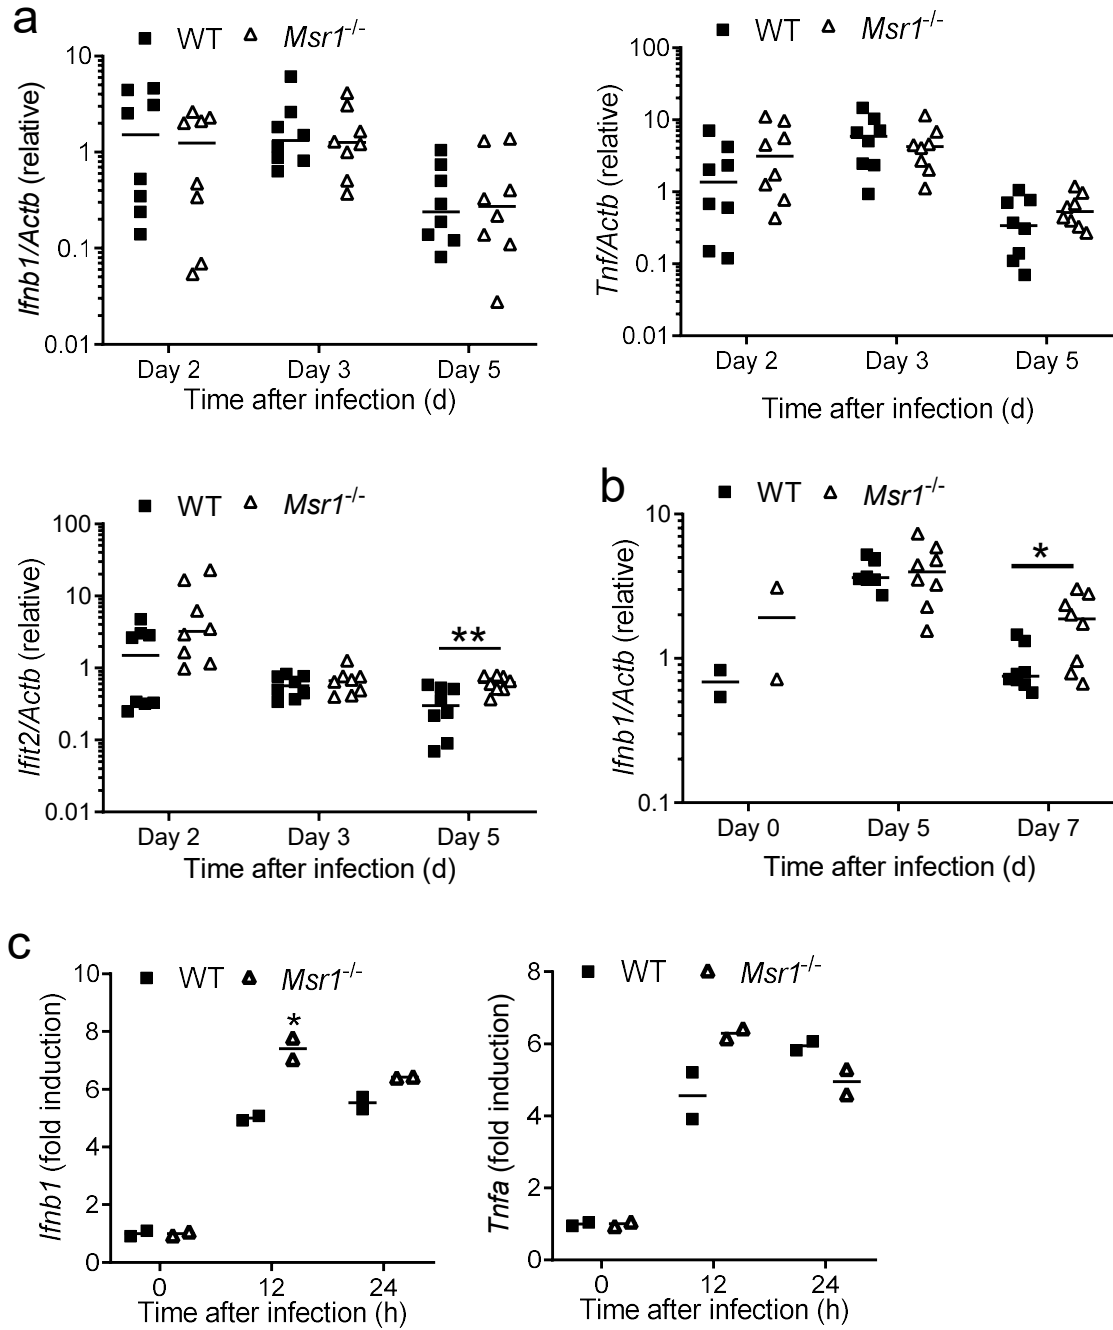 a
WT Msr1-/-
Ifnb1/Actb (relative)
10
1
0.1
0.01
Day 2 Day 3 Day 5
Time after infection (d)
WT Msr1-/-
Tnf/Actb (relative)
100
10
1
0.1
0.01
Day 2 Day 3 Day 5
Time after infection (d)
WT Msr1-/-
Ifit2/Actb (relative)
100
10
1
0.1
0.01
**
Day 2 Day 3 Day 5
Time after infection (d)
b
WT Msr1-/-
Ifnb1/Actb (relative)
10
1
0.1
*
Day 0 Day 5 Day 7
Time after infection (d)
c
WT Msr1-/-
Ifnb1 (fold induction)
10
8
6
4
2
0
*
0 12 24
Time after infection (h)
WT Msr1-/-
Tnfa (fold induction)
8
6
4
2
0
0 12 24
Time after infection (h)